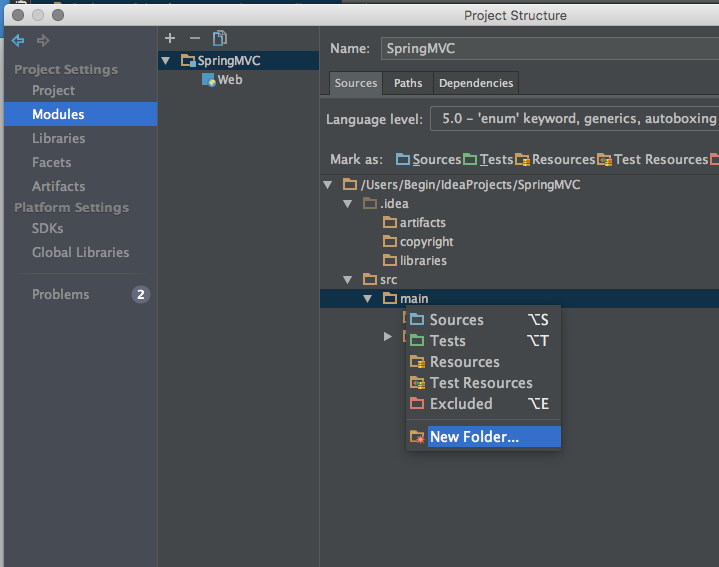 Project Structure
Project Settings
Project
Modules
Libraries
Facets
Artifacts
Platform Settings
SDKs
Global Libraries
Problems 2
SpringMVC
Web
Name: SpringMVC
Sources Paths Dependencies
Language level: 5.0 – 'enum' keyword, generics, autoboxing
Mark as: Sources Tests Resources Test Resources
/Users/Begin/IdeaProjects/SpringMVC
.idea
artifacts
copyright
libraries
src
main
Sources ⌥S
Tests ⌥T
Resources
Test Resources
Excluded ⌥E
New Folder...